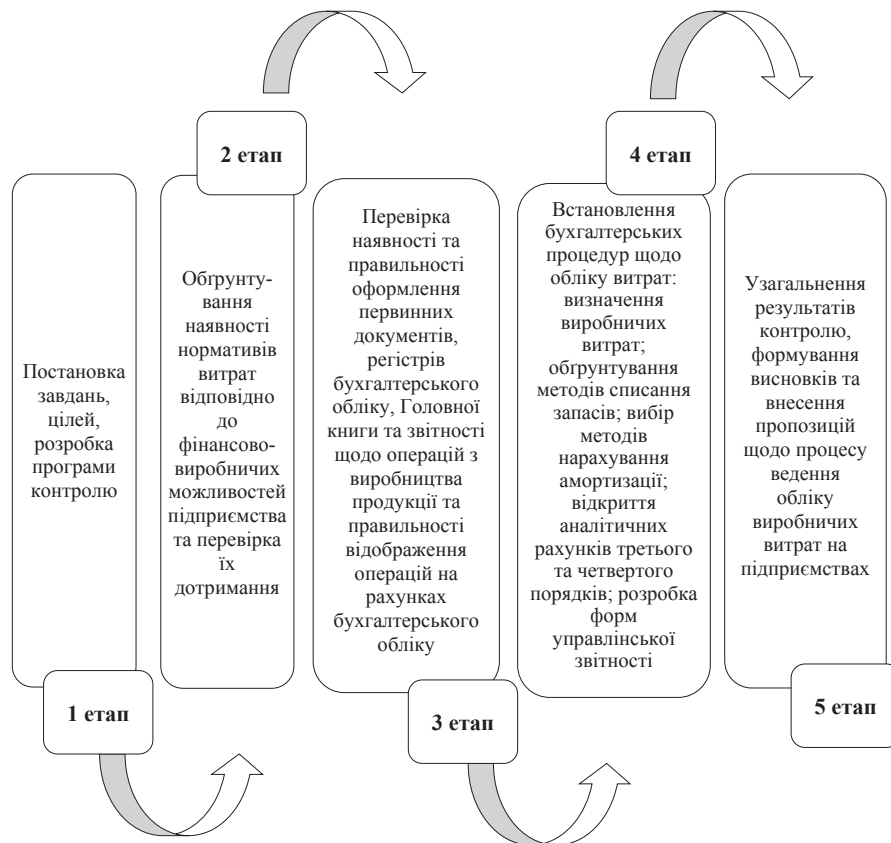 1 етап
Постановка
завдань,
цілей,
розробка
програми
контролю
2 етап
Обґрунту-
вання
наявності
нормативів
витрат
відповідно
до
фінансово-
виробничих
можливостей
підприємства
та перевірка
їх
дотримання
3 етап
Перевірка
наявності та
правильності
оформлення
первинних
документів,
регістрів
бухгалтерського
обліку, Головної
книги та звітності
щодо операцій з
виробництва
продукції та
правильності
відображення
операцій на
рахунках
бухгалтерського
обліку
4 етап
Встановлення
бухгалтерських
процедур щодо
обліку витрат:
визначення
виробничих
витрат;
обґрунтування
методів списання
запасів; вибір
методів
нарахування
амортизації;
відкриття
аналітичних
рахунків третього
та четвертого
порядків; розробка
форм
управлінської
звітності
5 етап
Узагальнення
результатів
контролю,
формування
висновків та
внесення
пропозицій
щодо процесу
ведення
обліку
виробничих
витрат на
підприємствах